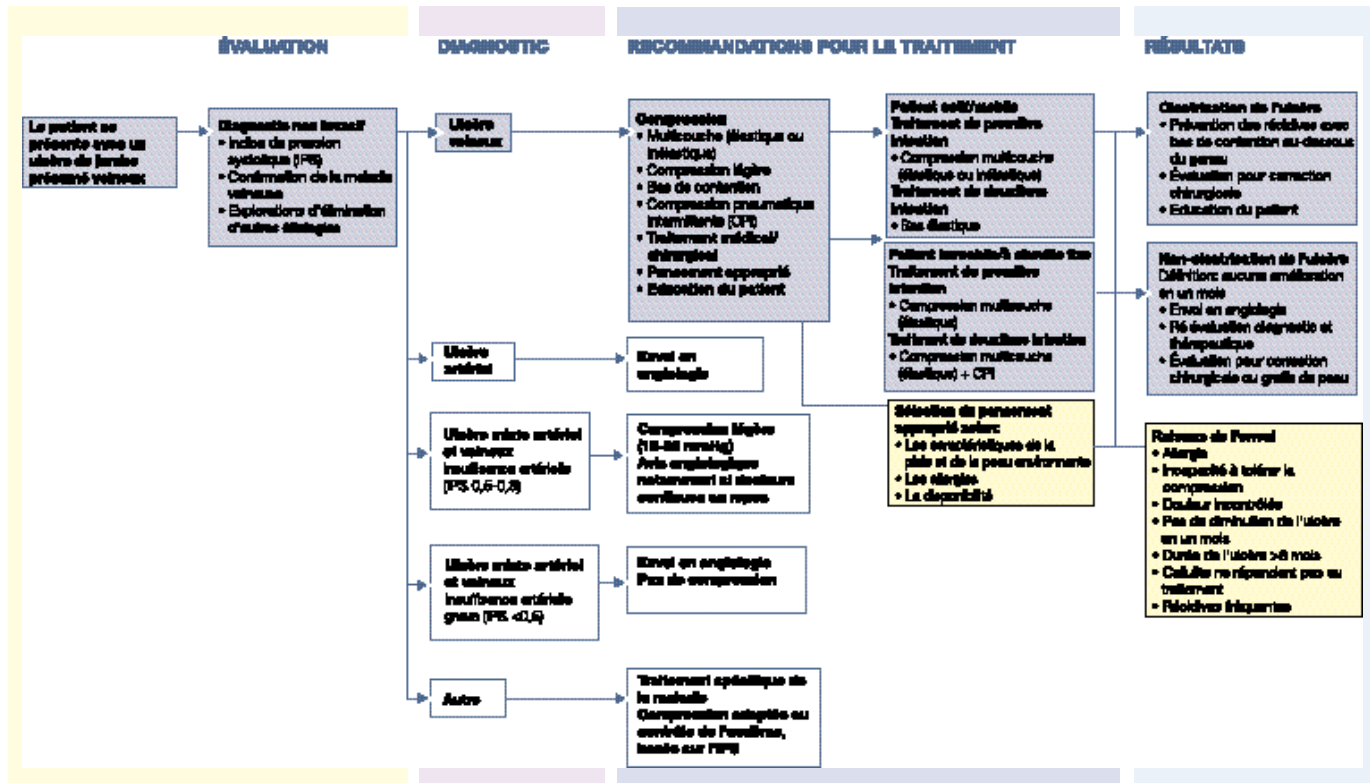 ÉVALUATION
DIAGNOSTIC
RECOMMANDATIONS POUR LE TRAITEMENT
RÉSULTATS
Le patient se
présente avec un
ulcère de jambe
présumé veineux
Diagnostic non invasif
• Indice de pression
systolique (IPS)
• Confirmation de la maladie
veineuse
• Explorations d'élimination
d'autres étiologies
Ulcère
veineux
Compression
• Multicouche (élastique ou
inélastique)
• Compression légère
• Bas de contention
• Compression pneumatique
intermittente (CPI)
• Traitement médical/
chirurgical
• Pansement approprié
• Education du patient
Patient actif/mobile
Traitement de première
intention
• Compression multicouche
(élastique ou inélastique)
Traitement de deuxième
intention
• Bas élastique
Patient immobile/à cheville fixe
Traitement de première
intention
• Compression multicouche
(élastique)
Traitement de deuxième intention
• Compression multicouche
(élastique) + CPI
Sélection du pansement
approprié selon:
• Les caractéristiques de la
plaie et de la peau environnante
• Les allergies
• La disponibilité
Cicatrisation de l'ulcère
• Prévention des récidives avec
bas de contention au-dessous
du genou
• Évaluation pour correction
chirurgicale
• Education du patient
Non-cicatrisation de l'ulcère
Définition: aucune amélioration
en un mois
• Envoi en angiologie
• Ré évaluation diagnostic et
thérapeutique
• Évaluation pour correction
chirurgicale ou greffe de peau
Raisons de l'envoi
• Allergie
• Incapacité à tolérer la
compression
• Douleur incontrôlée
• Pas de diminution de l'ulcère
en un mois
• Durée de l'ulcère >6 mois
• Cellulite ne répondant pas au
traitement
• Récidives fréquentes
Ulcère
artériel
Envoi en
angiologie
Ulcère mixte artériel
et veineux
Insuffisance artérielle
(IPS
Compression légère
mmHg)
Avis angiologique
notamment si douleurs
continues au repos
Ulcère mixte artériel
et veineux
Insuffisance artérielle
grave (IPS <0,5)
Envoi en angiologie
Pas de compression
Autre
Traitement spécifique de
la maladie
Compression adaptée au
contrôle de l'œdème,
basée sur l'IPS